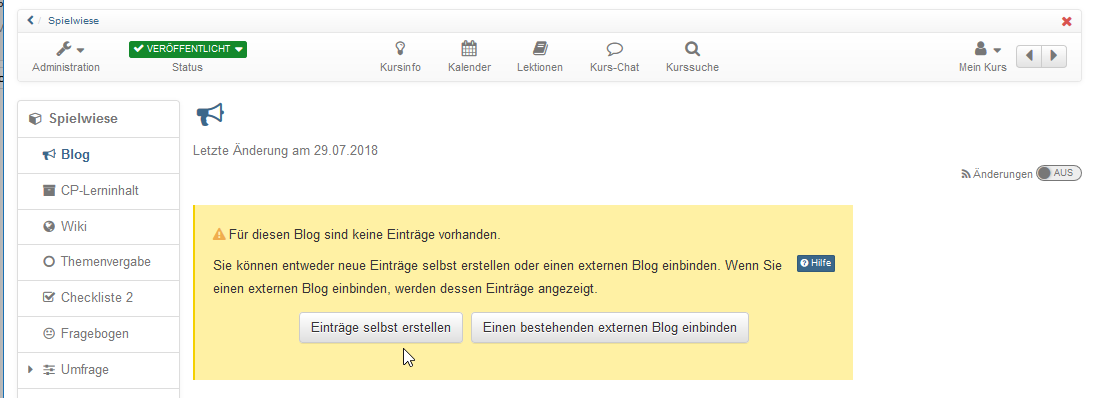 / Spielwiese
Administration
VERÖFFENTLICHT
Status
Kursinfo
Kalender
Lektionen
Kurs-Chat
Kurssuche
Mein Kurs
Spielwiese
Blog
CP-Lerninhalt
Wiki
Themenvergabe
Checkliste 2
Fragebogen
Umfrage
Letzte Änderung am 29.07.2018
Änderungen AUS
Für diesen Blog sind keine Einträge vorhanden.
Sie können entweder neue Einträge selbst erstellen oder einen externen Blog einbinden. Wenn Sie
einen externen Blog einbinden, werden dessen Einträge angezeigt.
Hilfe
Einträge selbst erstellen
Einen bestehenden externen Blog einbinden